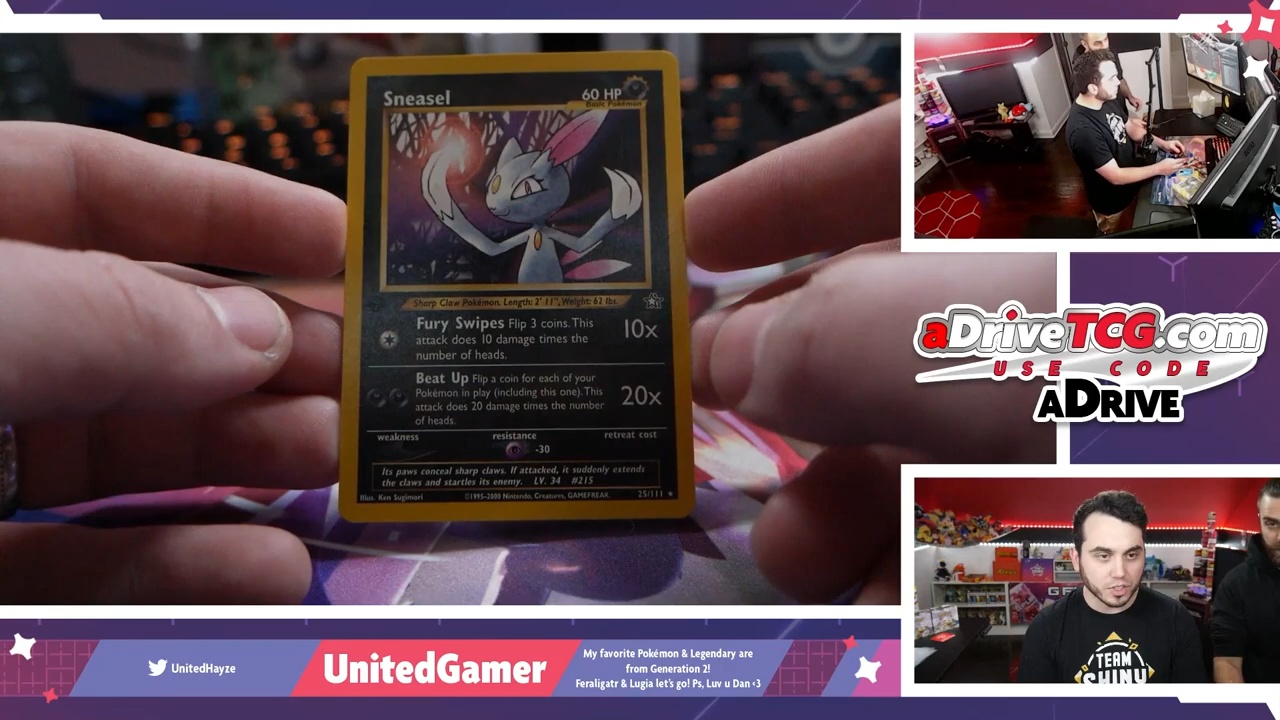 Sneasel 60 HP
Basic Pokémon
Sharp Claw Pokémon. Length: 2' 11", Weight: 62 lbs.
Fury Swipes Flip 3 coins. This
attack does 10 damage times the
number of heads.
10x
Beat Up Flip a coin for each of your
Pokémon in play (including this one). This
attack does 20 damage times the number
of heads.
20x
weakness resistance retreat cost
-30
Its paws conceal sharp claws. If attacked, it suddenly extends
the claws and startles its enemy. LV. 34 #215
Illus. Ken Sugimori ©1995-2000 Nintendo, Creatures, GAMEFREAK. 25/111
aDriveTCG.com
USE CODE
ADRIVE
TEAM
SHINY
UnitedHayze
UnitedGamer
My favorite Pokémon & Legendary are
from Generation 2!
Feraligatr & Lugia let's go! Ps, Luv u Dan <3